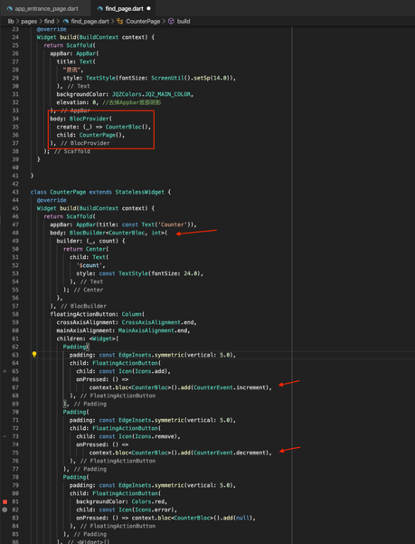 app_entrance_page.dart
find_page.dart
lib > pages > find > find_page.dart > CounterPage > build
23 @override
24 Widget build(BuildContext context) {
25 return Scaffold(
26 appBar: AppBar(
27 title: Text(
28 "资讯",
29 style: TextStyle(fontSize: ScreenUtil().setSp(14.0)),
30 ), // Text
31 backgroundColor: JQZColors.JQZ_MAIN_COLOR,
32 elevation: 0, //去掉Appbar底部阴影
33 ), // AppBar
34 body: BlocProvider(
35 create: (_) => CounterBloc(),
36 child: CounterPage(),
37 ), // BlocProvider
38 ); // Scaffold
39 }
40
41 }
42
43 class CounterPage extends StatelessWidget {
44 @override
45 Widget build(BuildContext context) {
46 return Scaffold(
47 appBar: AppBar(title: const Text('Counter')),
48 body: BlocBuilder<CounterBloc, int>(
49 builder: (_, count) {
50 return Center(
51 child: Text(
52 '$count',
53 style: const TextStyle(fontSize: 24.0),
54 ), // Text
55 ); // Center
56 },
57 ), // BlocBuilder
58 floatingActionButton: Column(
59 crossAxisAlignment: CrossAxisAlignment.end,
60 mainAxisAlignment: MainAxisAlignment.end,
61 children: <Widget>[
62 Padding(
63 padding: const EdgeInsets.symmetric(vertical: 5.0),
64 child: FloatingActionButton(
65 child: const Icon(Icons.add),
66 onPressed: () =>
67 context.bloc<CounterBloc>().add(CounterEvent.increment),
68 ), // FloatingActionButton
69 ), // Padding
70 Padding(
71 padding: const EdgeInsets.symmetric(vertical: 5.0),
72 child: FloatingActionButton(
73 child: const Icon(Icons.remove),
74 onPressed: () =>
75 context.bloc<CounterBloc>().add(CounterEvent.decrement),
76 ), // FloatingActionButton
77 ), // Padding
78 Padding(
79 padding: const EdgeInsets.symmetric(vertical: 5.0),
80 child: FloatingActionButton(
81 backgroundColor: Colors.red,
82 child: const Icon(Icons.error),
83 onPressed: () => context.bloc<CounterBloc>().add(null),
84 ), // FloatingActionButton
85 ), // Padding
86 ], // <Widget>[]